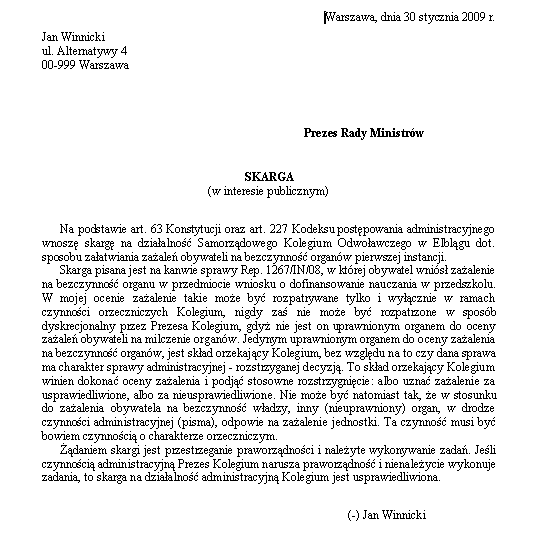 Warszawa, dnia 30 stycznia 2009 r.
Jan Winnicki
ul. Alternatywy 4
00-999 Warszawa
Prezes Rady Ministrów
SKARGA
(w interesie publicznym)
Na podstawie art. 63 Konstytucji oraz art. 227 Kodeksu postępowania administracyjnego
wnoszę skargę na działalność Samorządowego Kolegium Odwoławczego w Elblągu dot.
sposobu załatwiania zażaleń obywateli na bezczynność organów pierwszej instancji.
Skarga pisana jest na kanwie sprawy Rep. 1267/IN/08, w której obywatel wniósł zażalenie
na bezczynność organu w przedmiocie wniosku o dofinansowanie nauczania w przedszkolu.
W mojej ocenie zażalenie takie może być rozpatrywane tylko i wyłącznie w ramach
czynności orzeczniczych Kolegium, nigdy zaś nie może być rozpatrzone w sposób
dyskrecjonalny przez Prezesa Kolegium, gdyż nie jest on uprawnionym organem do oceny
zażaleń obywateli na milczenie organów. Jedynym uprawnionym organem do oceny zażalenia
na bezczynność organów, jest skład orzekający Kolegium, bez względu na to czy dana sprawa
ma charakter sprawy administracyjnej - rozstrzyganej decyzją. To skład orzekający Kolegium
winien dokonać oceny zażalenia i podjąć stosowne rozstrzygnięcie: albo uznać zażalenie za
usprawiedliwione, albo za nieusprawiedliwione. Nie może być natomiast tak, że w stosunku
do zażalenia obywatela na bezczynność władzy, inny (nieuprawniony) organ, w drodze
czynności administracyjnej (pisma), odpowie na zażalenie jednostki. Ta czynność musi być
bowiem czynnością o charakterze orzeczniczym.
Żądaniem skargi jest przestrzeganie praworządności i należyte wykonywanie zadań. Jeśli
czynnością administracyjną Prezes Kolegium narusza praworządność i nienależycie wykonuje
zadania, to skarga na działalność administracyjną Kolegium jest usprawiedliwiona.
(-) Jan Winnicki